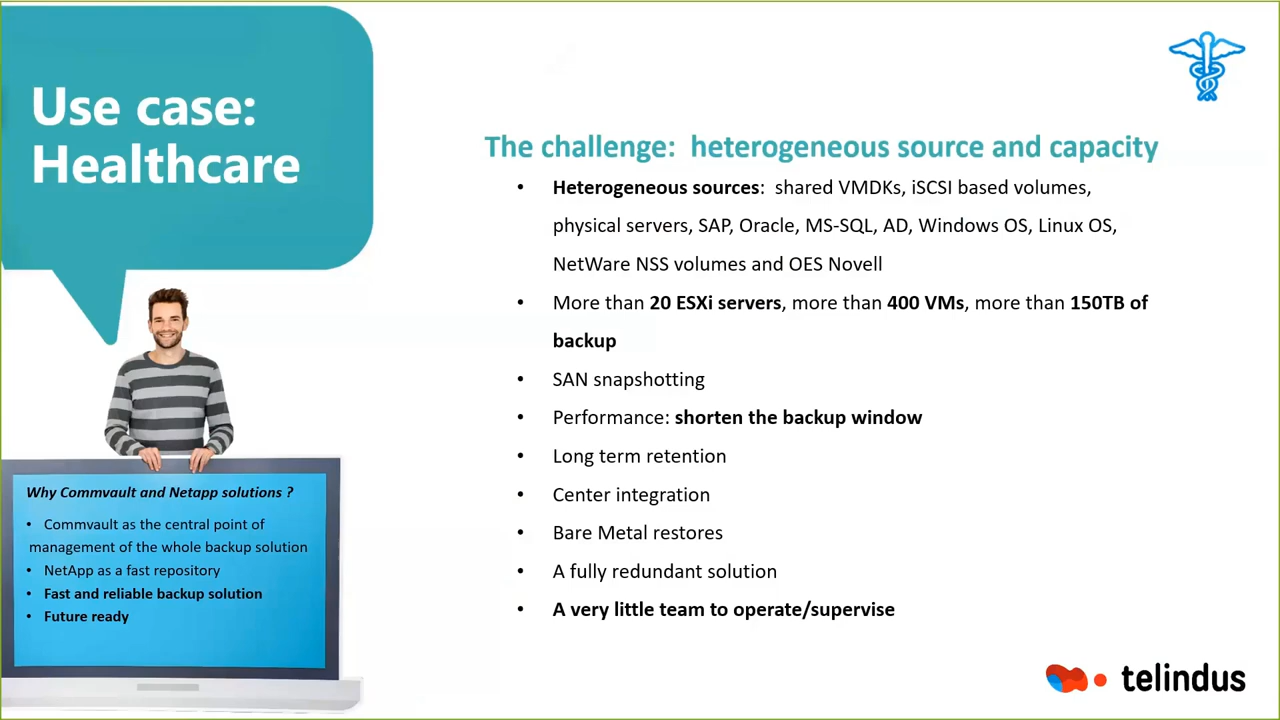 Use case:
Healthcare
The challenge:  heterogeneous source and capacity
• Heterogeneous sources:  shared VMDKs, iSCSI based volumes,
physical servers, SAP, Oracle, MS-SQL, AD, Windows OS, Linux OS,
NetWare NSS volumes and OES Novell
• More than 20 ESXi servers, more than 400 VMs, more than 150TB of
backup
• SAN snapshotting
• Performance: shorten the backup window
• Long term retention
• Center integration
• Bare Metal restores
• A fully redundant solution
• A very little team to operate/supervise
Why Commvault and Netapp solutions ?
• Commvault as the central point of
management of the whole backup solution
• NetApp as a fast repository
• Fast and reliable backup solution
• Future ready
telindus